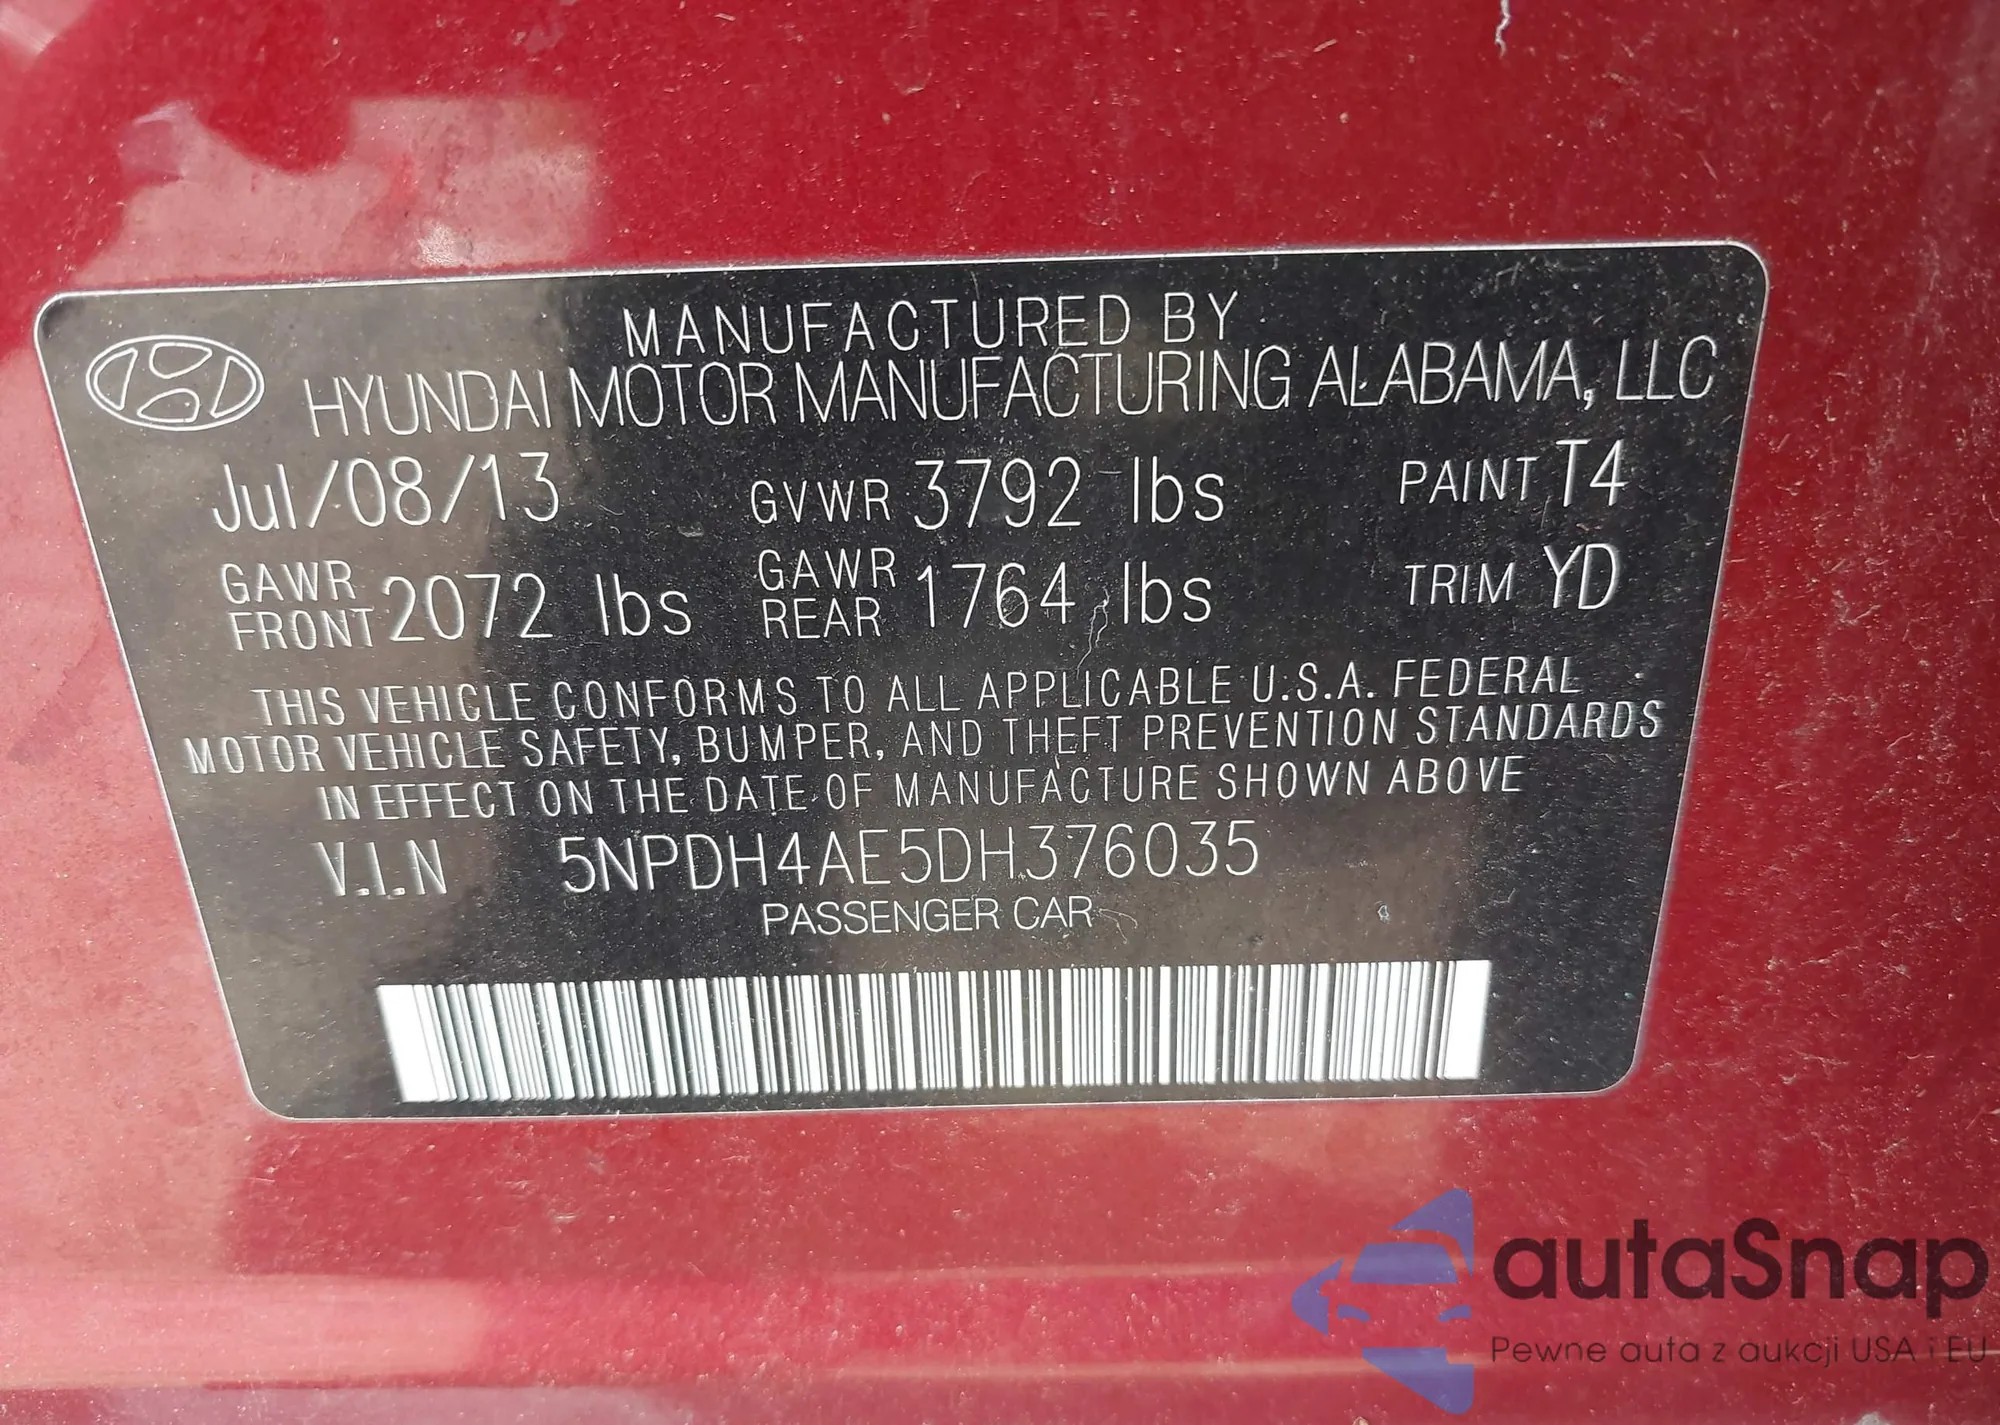 MANUFACTURED BY
HYUNDAI MOTOR MANUFACTURING ALABAMA, LLC
Jul/08/13 GVWR 3792 lbs PAINT T4
GAWR FRONT 2072 lbs GAWR REAR 1764 lbs TRIM YD
THIS VEHICLE CONFORMS TO ALL APPLICABLE U.S.A. FEDERAL
MOTOR VEHICLE SAFETY, BUMPER, AND THEFT PREVENTION STANDARDS
IN EFFECT ON THE DATE OF MANUFACTURE SHOWN ABOVE
V.I.N 5NPDH4AE5DH376035
PASSENGER CAR
autaSnap
Pewne auta z aukcji USA i EU